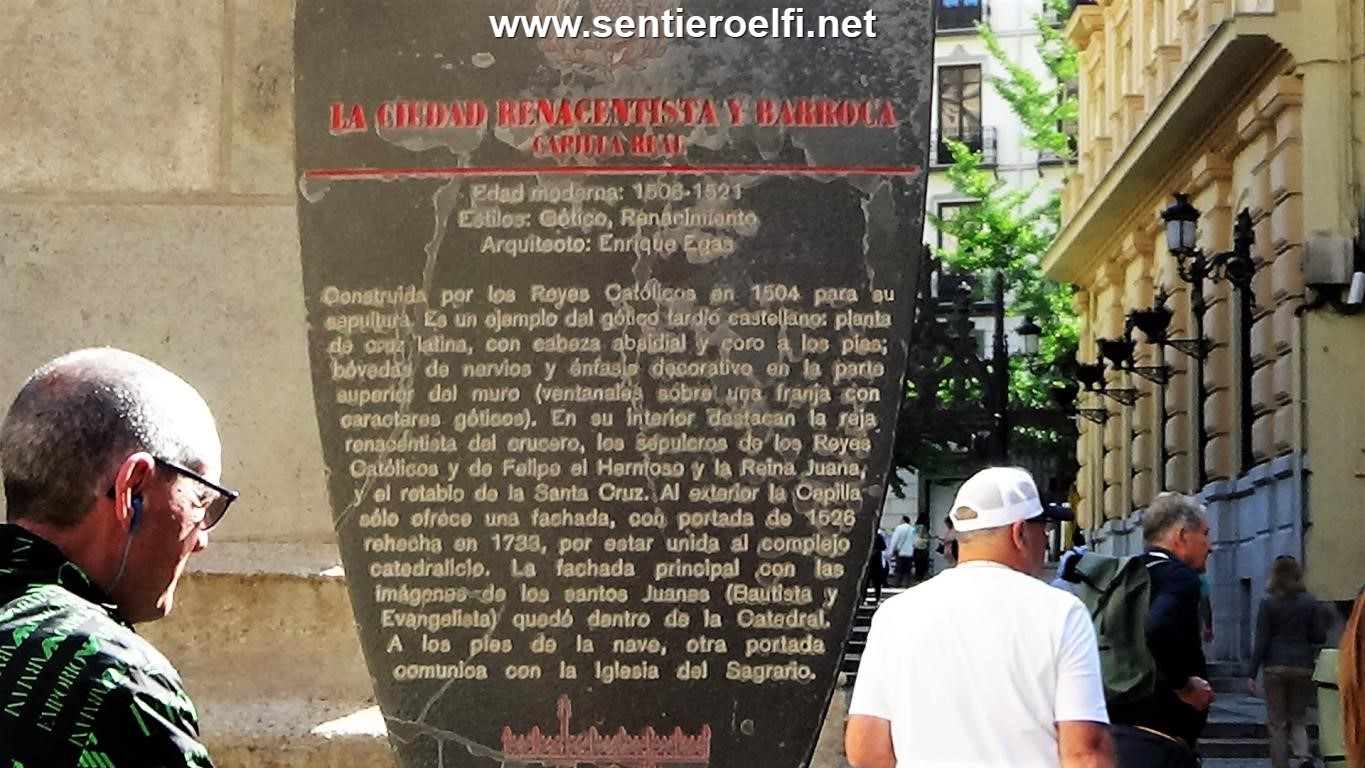 www.sentieroelfi.net
LA CIUDAD RENACENTISTA Y BARROCA
CAPILLA REAL
Edad moderna: 1506-1521
Estilos: Gótico, Renacimiento
Arquitecto: Enrique Egas
Construida por los Reyes Católicos en 1504 para su
sepultura. Es un ejemplo del gótico tardío castellano: planta
de cruz latina, con cabeza absidial y coro a los pies;
bóvedas de nervios y énfasis decorativo en la parte
superior del muro (ventanales sobre una franja con
caracteres góticos). En su interior destacan la reja
renacentista del crucero, los sepulcros de los Reyes
Católicos y de Felipe el Hermoso y la Reina Juana,
y el retablo de la Santa Cruz. Al exterior la Capilla
sólo ofrece una fachada, con portada de 1526
rehecha en 1733, por estar unida al complejo
catedralicio. La fachada principal con las
imágenes de los santos Juanes (Bautista y
Evangelista) quedó dentro de la Catedral.
A los pies de la nave, otra portada
comunica con la Iglesia del Sagrario.
EMPORIO